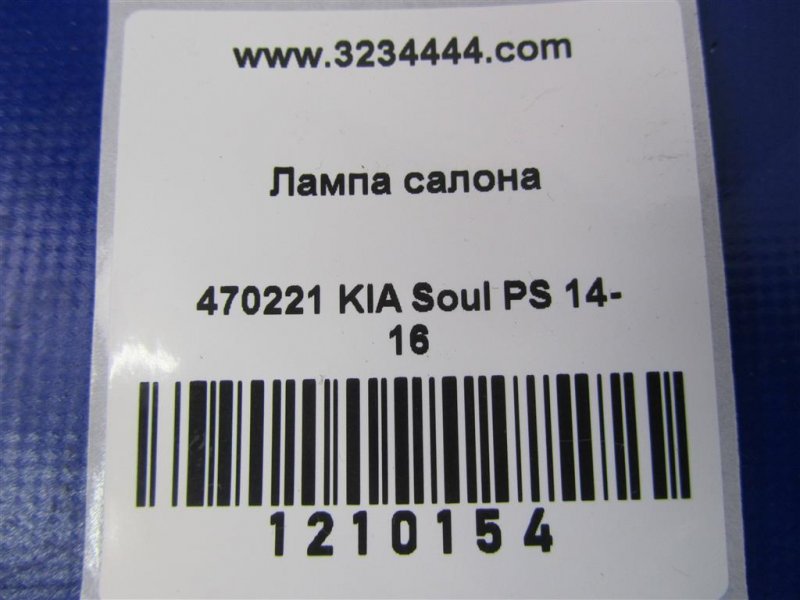 www.3234444.com
Лампа салона
470221 KIA Soul PS 14-
16
1210154